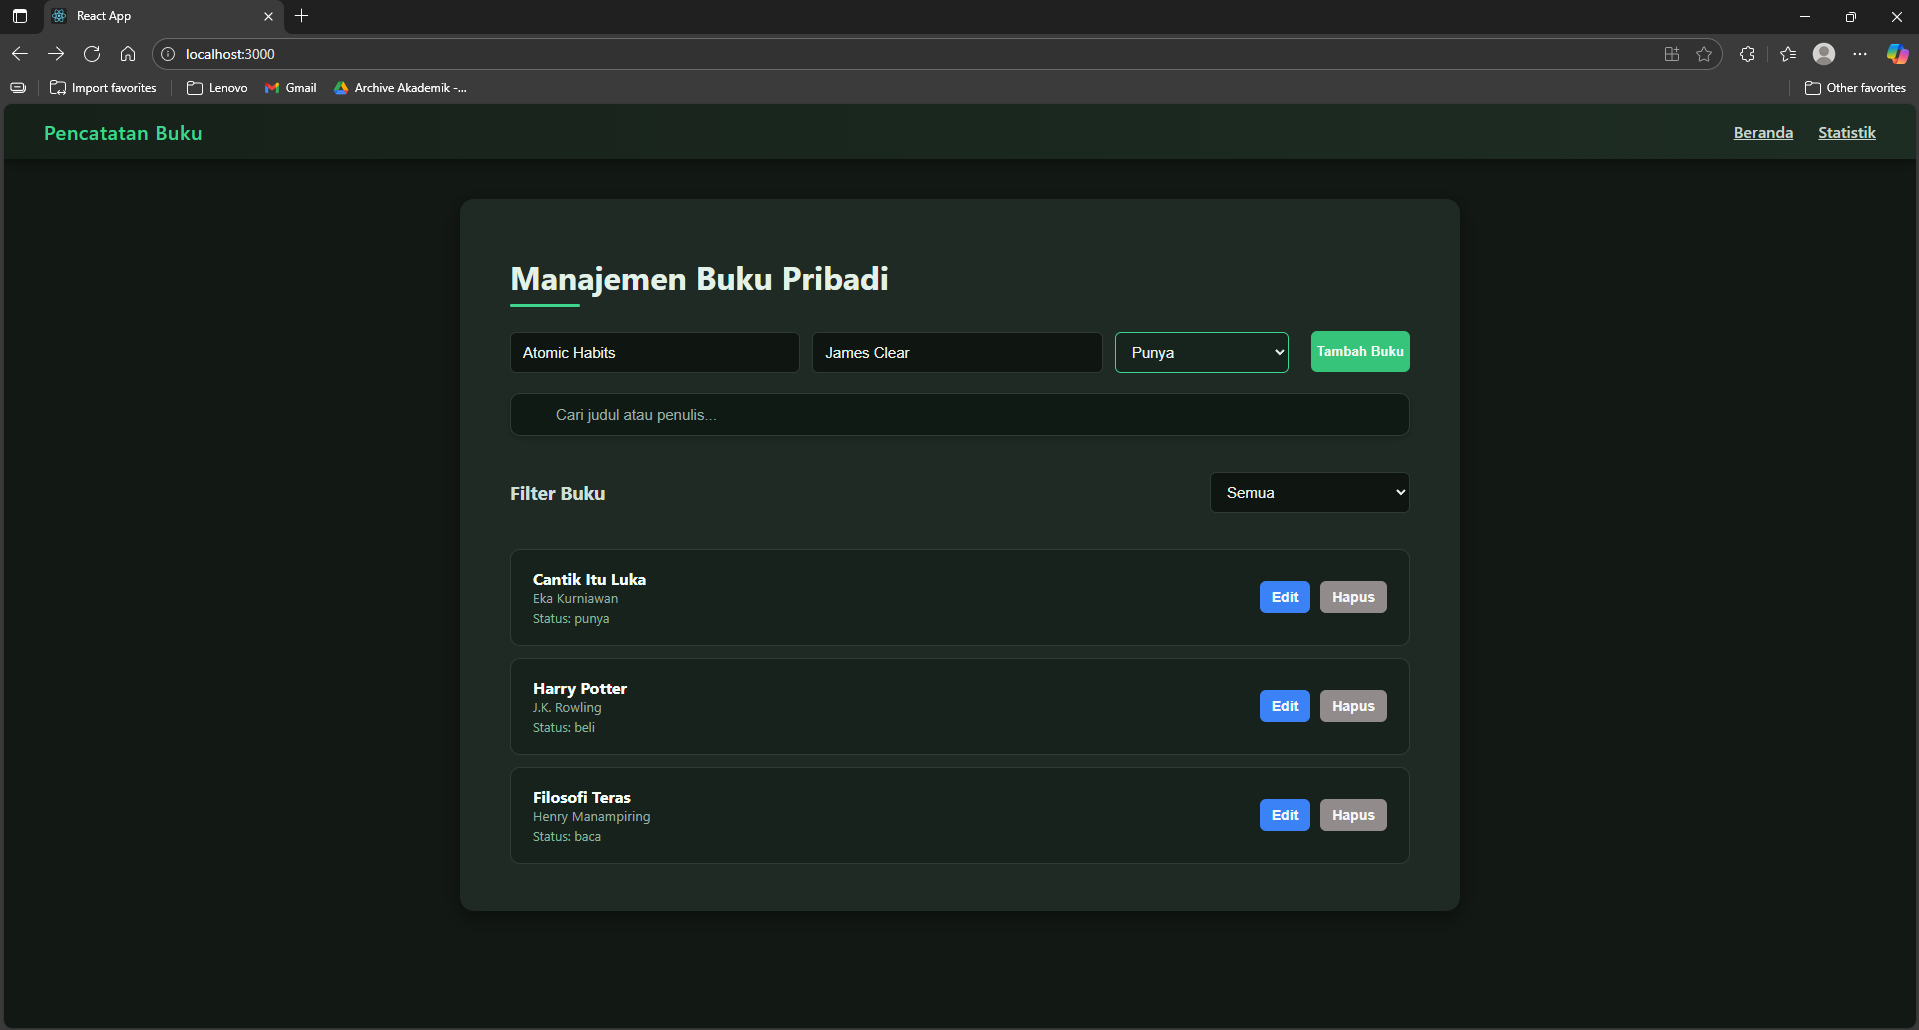 React App
localhost:3000
Import favorites
Lenovo
Gmail
Archive Akademik -...
Other favorites
Pencatatan Buku
Beranda
Statistik
Manajemen Buku Pribadi
Atomic Habits
James Clear
Punya
Tambah Buku
Cari judul atau penulis...
Filter Buku
Semua
Cantik Itu Luka
Eka Kurniawan
Status: punya
Edit
Hapus
Harry Potter
J.K. Rowling
Status: beli
Edit
Hapus
Filosofi Teras
Henry Manampiring
Status: baca
Edit
Hapus